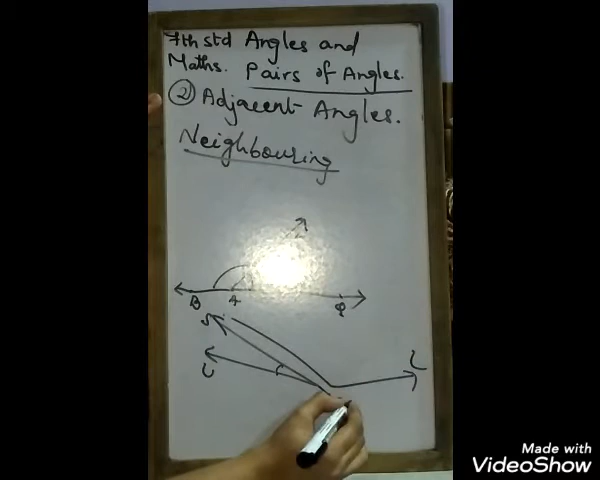 7th std Angles and
Maths. Pairs of Angles.
② Adjacent Angles.
Neighbouring
B A P
S
U L
Made with
VideoShow